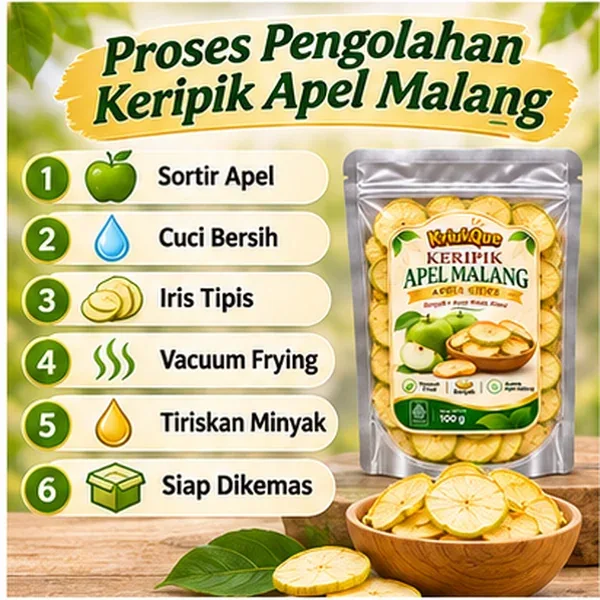 Proses Pengolahan
Keripik Apel Malang
1 Sortir Apel
2 Cuci Bersih
3 Iris Tipis
4 Vacuum Frying
5 Tiriskan Minyak
6 Siap Dikemas
KriukQue
KERIPIK
APEL MALANG
100 g